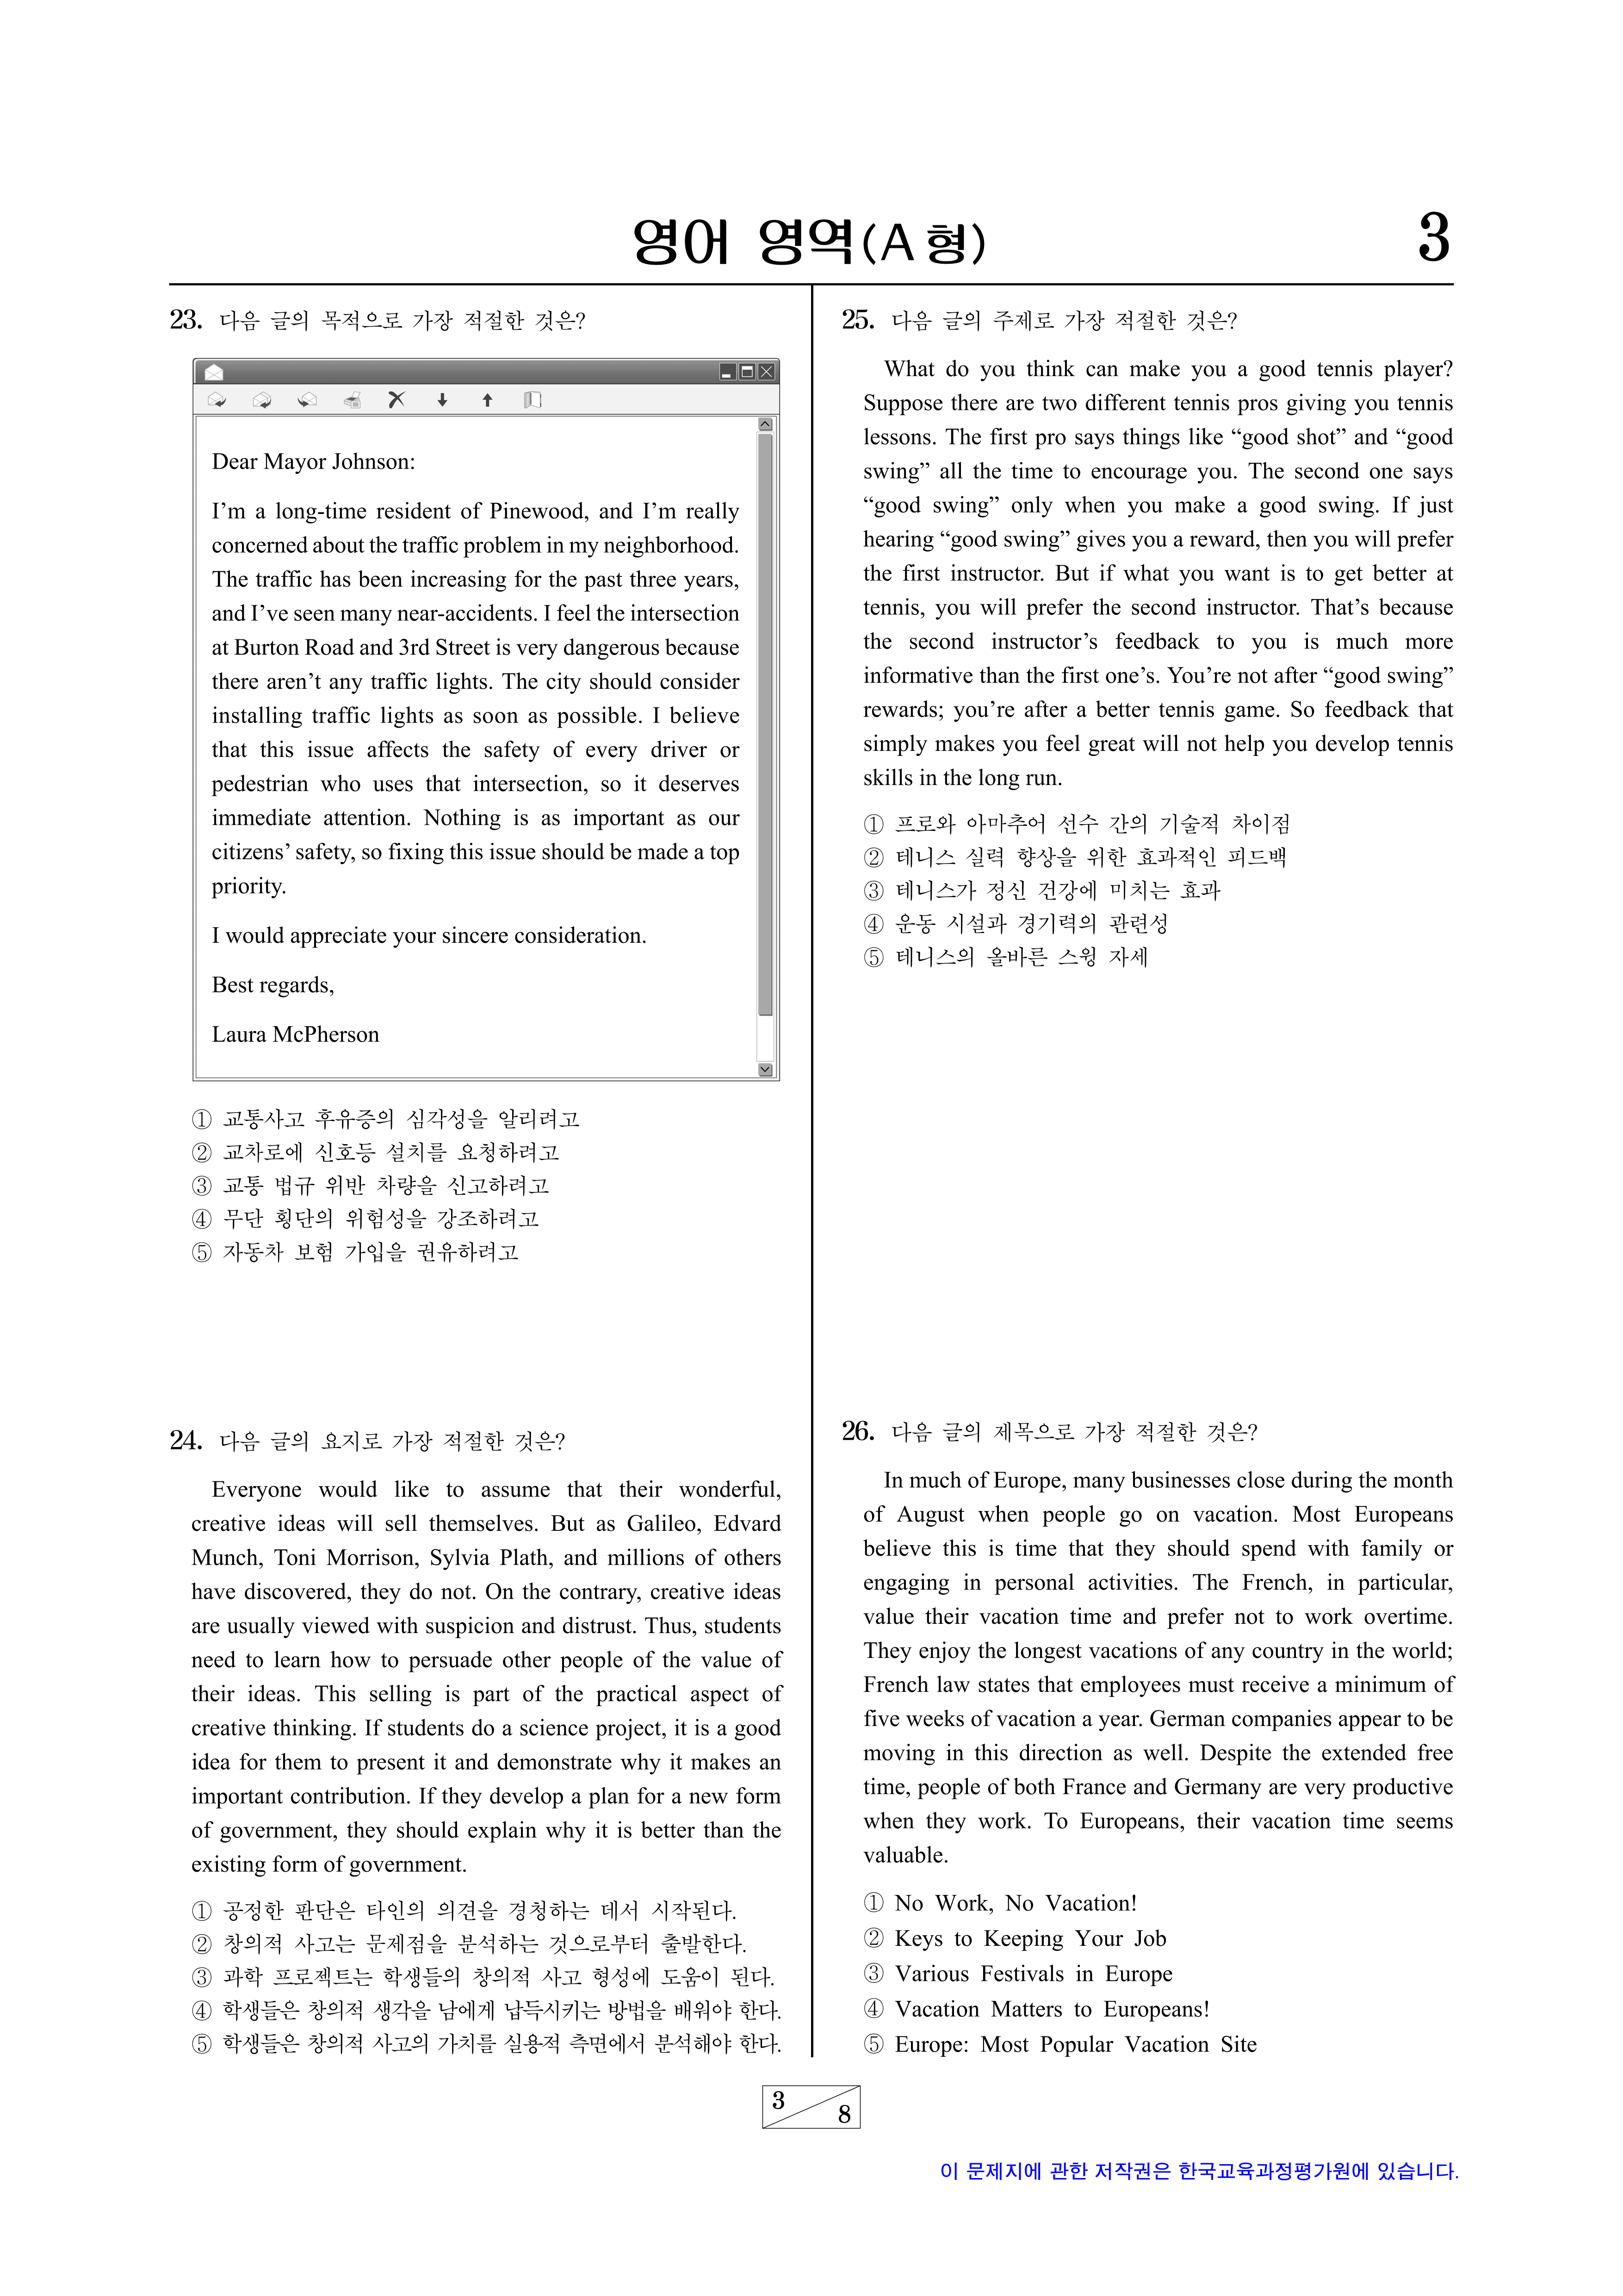 영어 영역(A형)
3
23. 다음 글의 목적으로 가장 적절한 것은?
Dear Mayor Johnson:
I’m a long-time resident of Pinewood, and I’m really
concerned about the traffic problem in my neighborhood.
The traffic has been increasing for the past three years,
and I’ve seen many near-accidents. I feel the intersection
at Burton Road and 3rd Street is very dangerous because
there aren’t any traffic lights. The city should consider
installing traffic lights as soon as possible. I believe
that this issue affects the safety of every driver or
pedestrian who uses that intersection, so it deserves
immediate attention. Nothing is as important as our
citizens’ safety, so fixing this issue should be made a top
priority.
I would appreciate your sincere consideration.
Best regards,
Laura McPherson
① 교통사고 후유증의 심각성을 알리려고
② 교차로에 신호등 설치를 요청하려고
③ 교통 법규 위반 차량을 신고하려고
④ 무단 횡단의 위험성을 강조하려고
⑤ 자동차 보험 가입을 권유하려고
24. 다음 글의 요지로 가장 적절한 것은?
Everyone would like to assume that their wonderful,
creative ideas will sell themselves. But as Galileo, Edvard
Munch, Toni Morrison, Sylvia Plath, and millions of others
have discovered, they do not. On the contrary, creative ideas
are usually viewed with suspicion and distrust. Thus, students
need to learn how to persuade other people of the value of
their ideas. This selling is part of the practical aspect of
creative thinking. If students do a science project, it is a good
idea for them to present it and demonstrate why it makes an
important contribution. If they develop a plan for a new form
of government, they should explain why it is better than the
existing form of government.
① 공정한 판단은 타인의 의견을 경청하는 데서 시작된다.
② 창의적 사고는 문제점을 분석하는 것으로부터 출발한다.
③ 과학 프로젝트는 학생들의 창의적 사고 형성에 도움이 된다.
④ 학생들은 창의적 생각을 남에게 납득시키는 방법을 배워야 한다.
⑤ 학생들은 창의적 사고의 가치를 실용적 측면에서 분석해야 한다.
25. 다음 글의 주제로 가장 적절한 것은?
What do you think can make you a good tennis player?
Suppose there are two different tennis pros giving you tennis
lessons. The first pro says things like “good shot” and “good
swing” all the time to encourage you. The second one says
“good swing” only when you make a good swing. If just
hearing “good swing” gives you a reward, then you will prefer
the first instructor. But if what you want is to get better at
tennis, you will prefer the second instructor. That’s because
the second instructor’s feedback to you is much more
informative than the first one’s. You’re not after “good swing”
rewards; you’re after a better tennis game. So feedback that
simply makes you feel great will not help you develop tennis
skills in the long run.
① 프로와 아마추어 선수 간의 기술적 차이점
② 테니스 실력 향상을 위한 효과적인 피드백
③ 테니스가 정신 건강에 미치는 효과
④ 운동 시설과 경기력의 관련성
⑤ 테니스의 올바른 스윙 자세
26. 다음 글의 제목으로 가장 적절한 것은?
In much of Europe, many businesses close during the month
of August when people go on vacation. Most Europeans
believe this is time that they should spend with family or
engaging in personal activities. The French, in particular,
value their vacation time and prefer not to work overtime.
They enjoy the longest vacations of any country in the world;
French law states that employees must receive a minimum of
five weeks of vacation a year. German companies appear to be
moving in this direction as well. Despite the extended free
time, people of both France and Germany are very productive
when they work. To Europeans, their vacation time seems
valuable.
① No Work, No Vacation!
② Keys to Keeping Your Job
③ Various Festivals in Europe
④ Vacation Matters to Europeans!
⑤ Europe: Most Popular Vacation Site
3
8
이 문제지에 관한 저작권은 한국교육과정평가원에 있습니다.